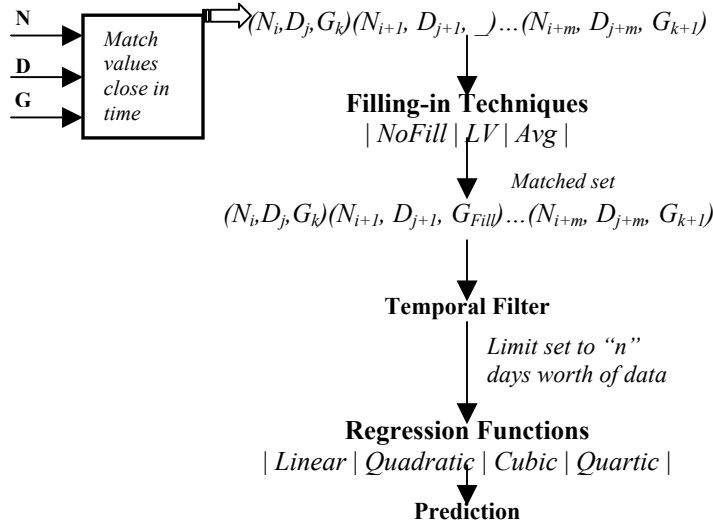 N
D
G
Match
values
close in
time
(Nᵢ,Dⱼ,Gₖ)(Nᵢ₊₁, Dⱼ₊₁, _)…(Nᵢ₊ₘ, Dⱼ₊ₘ, Gₖ₊₁)
Filling-in Techniques
| NoFill | LV | Avg |
Matched set
(Nᵢ,Dⱼ,Gₖ)(Nᵢ₊₁, Dⱼ₊₁, G_Fill)…(Nᵢ₊ₘ, Dⱼ₊ₘ, Gₖ₊₁)
Temporal Filter
Limit set to “n”
days worth of data
Regression Functions
| Linear | Quadratic | Cubic | Quartic |
Prediction